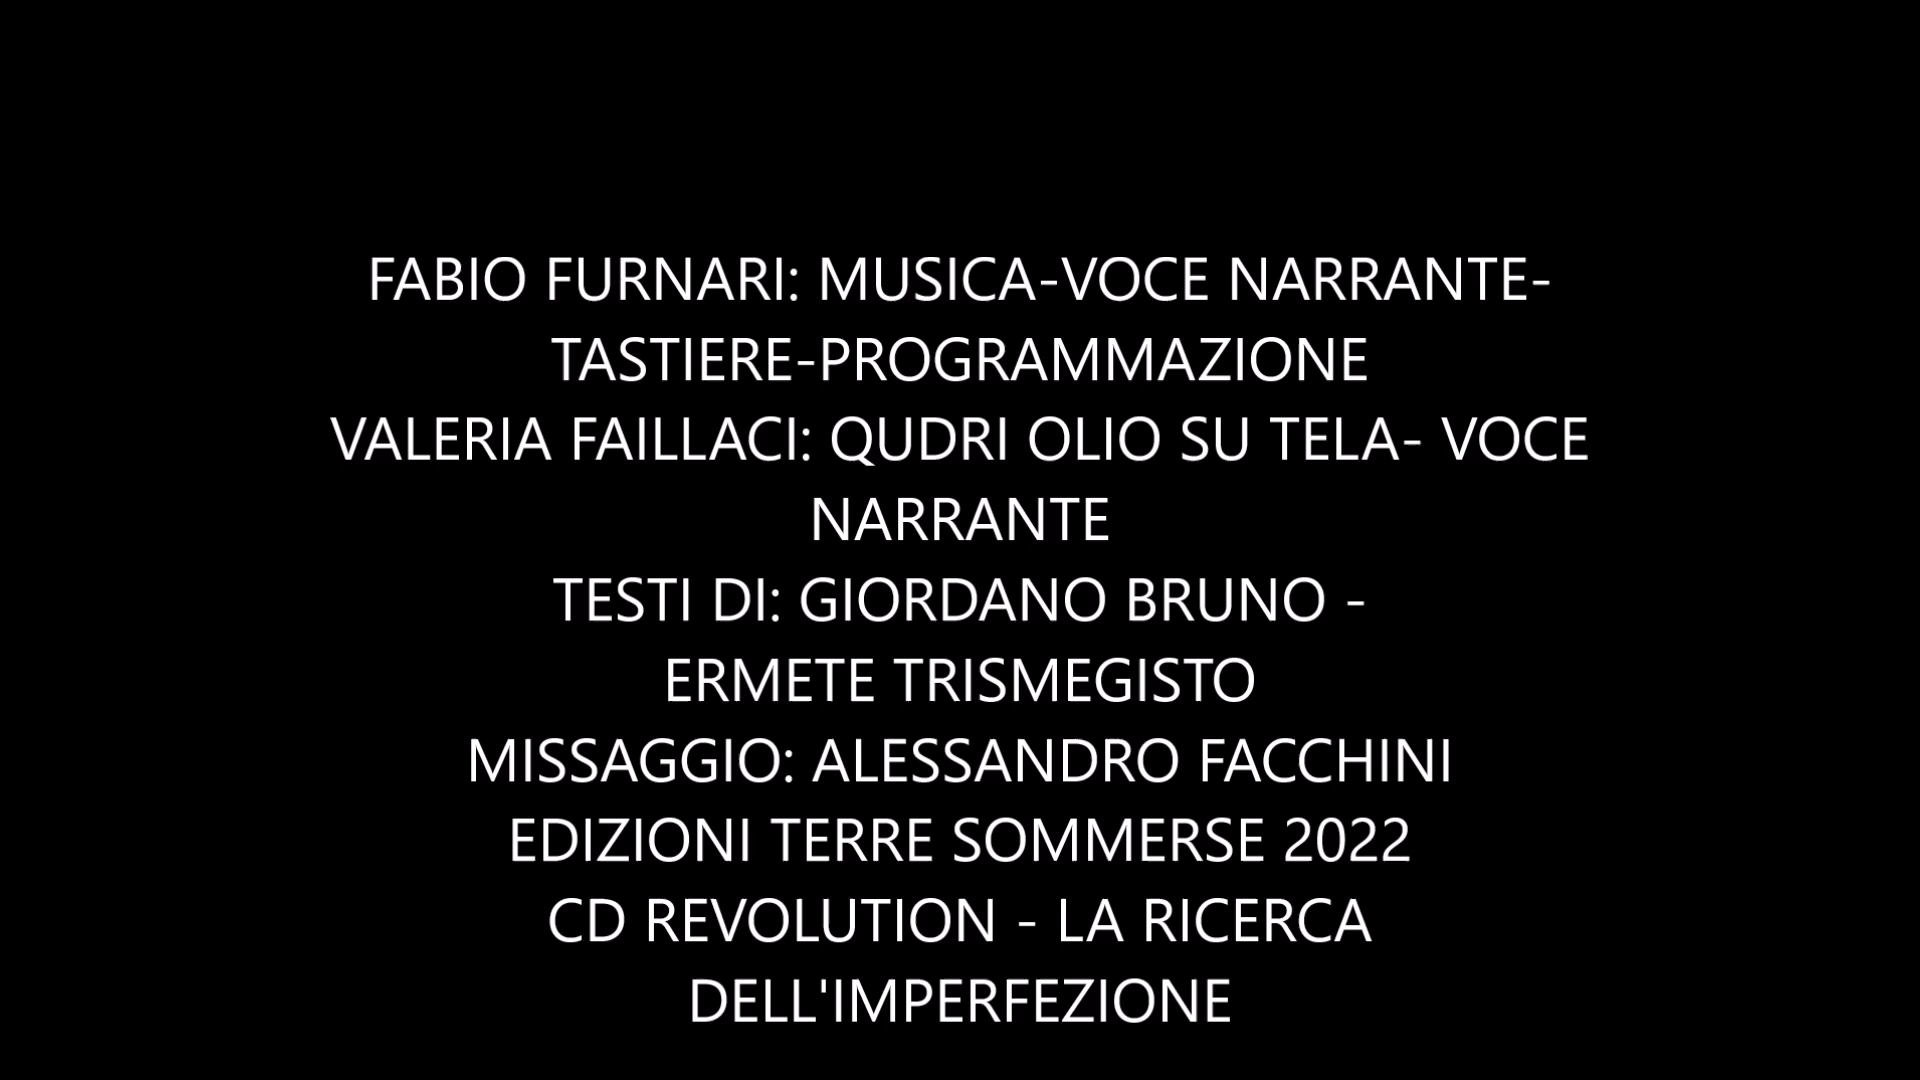 FABIO FURNARI: MUSICA-VOCE NARRANTE-
TASTIERE-PROGRAMMAZIONE
VALERIA FAILLACI: QUDRI OLIO SU TELA- VOCE
NARRANTE
TESTI DI: GIORDANO BRUNO -
ERMETE TRISMEGISTO
MISSAGGIO: ALESSANDRO FACCHINI
EDIZIONI TERRE SOMMERSE 2022
CD REVOLUTION - LA RICERCA
DELL'IMPERFEZIONE